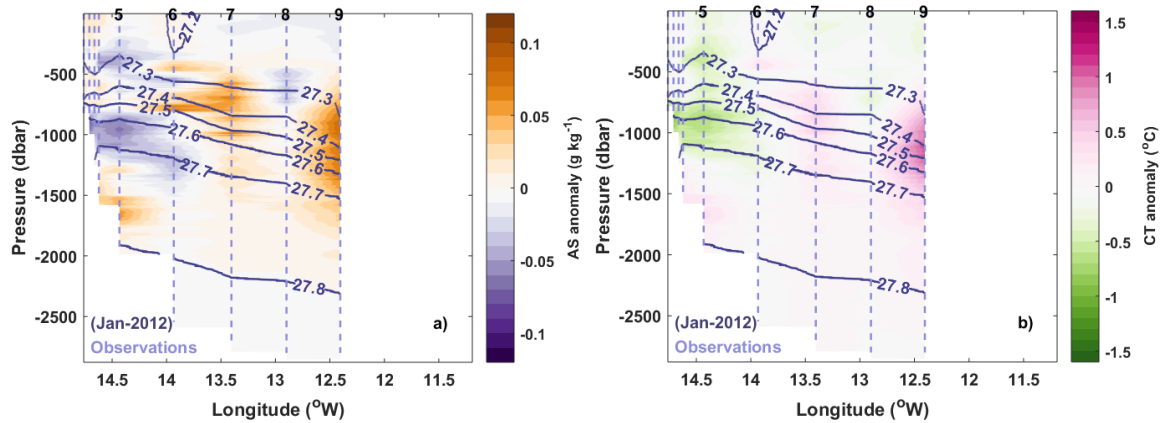 5 6 7 8 9
27.2
27.3 27.3
27.4 27.4
27.5 27.5
27.6 27.6
27.7 27.7
27.8
-500
-1000
-1500
-2000
-2500
Pressure (dbar)
(Jan-2012)
Observations
a)
14.5 14 13.5 13 12.5 12 11.5
Longitude (°W)
0.1
0.05
0
-0.05
-0.1
AS anomaly (g kg⁻¹)
5 6 7 8 9
27.2
27.3 27.3
27.4 27.4
27.5 27.5
27.6 27.6
27.7 27.7
27.8
-500
-1000
-1500
-2000
-2500
Pressure (dbar)
(Jan-2012)
Observations
b)
14.5 14 13.5 13 12.5 12 11.5
Longitude (°W)
1.5
1
0.5
0
-0.5
-1
-1.5
CT anomaly (°C)